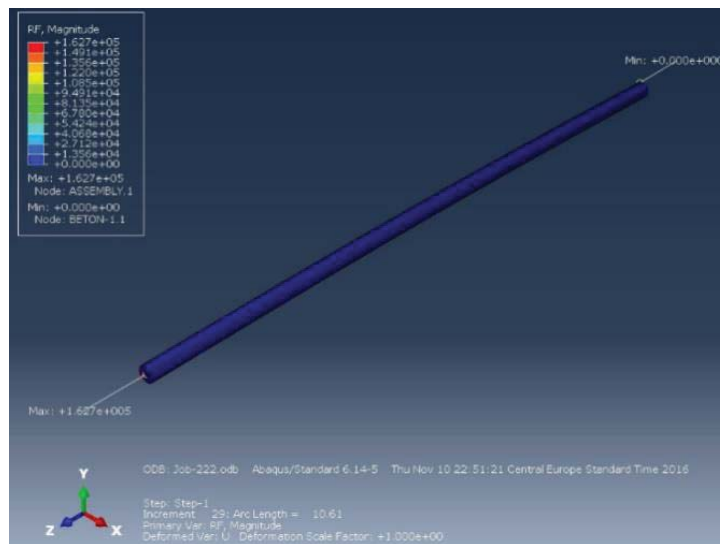 RF, Magnitude
+1.627e+05
+1.491e+05
+1.356e+05
+1.220e+05
+1.085e+05
+9.491e+04
+8.135e+04
+6.780e+04
+5.424e+04
+4.068e+04
+2.712e+04
+1.356e+04
+0.000e+00
Max: +1.627e+05
Node: ASSEMBLY.1
Min: +0.000e+00
Node: BETON-1.1
Min: +0.000e+000
Max: +1.627e+005
Y
Z
X
ODB: Job-222.odb Abaqus/Standard 6.14-5 Thu Nov 10 22:51:21 Central Europe Standard Time 2016
Step: Step-1
Increment 29: Arc Length = 10.61
Primary Var: RF, Magnitude
Deformed Var: U Deformation Scale Factor: +1.000e+00